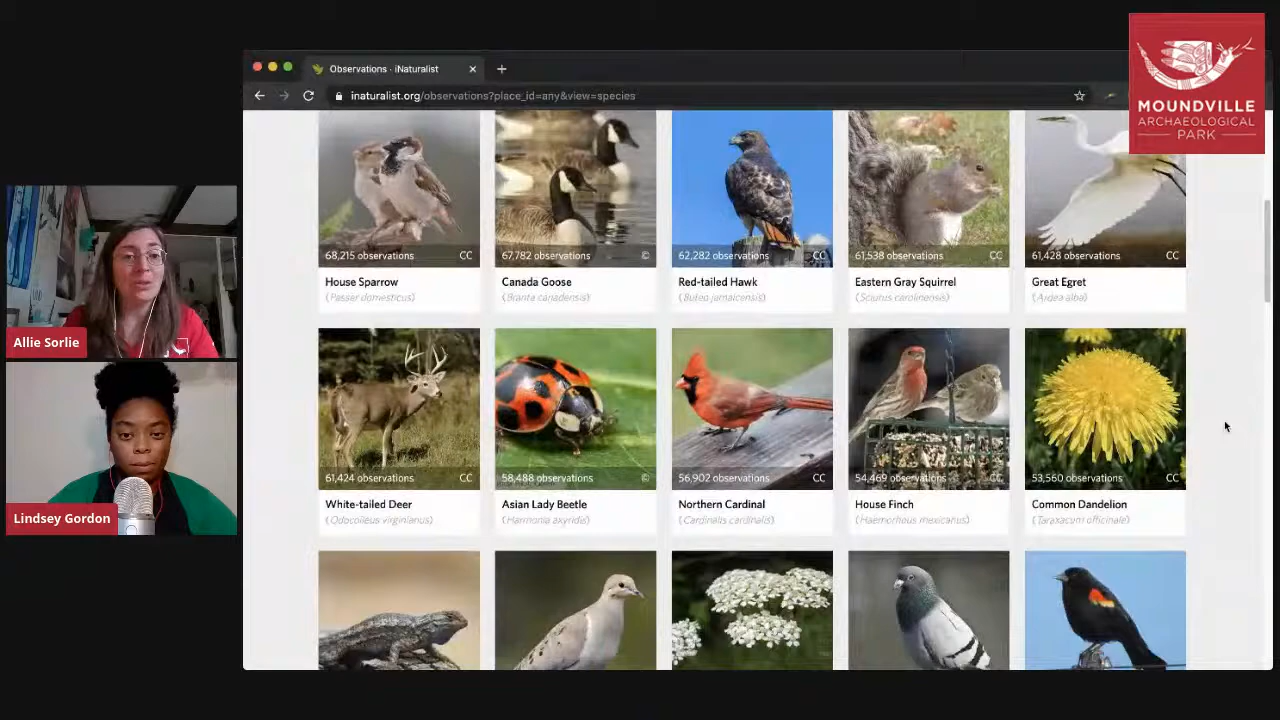 Observations · iNaturalist
inaturalist.org/observations?place_id=any&view=species
MOUNDVILLE
ARCHAEOLOGICAL
PARK
68,215 observations CC
67,782 observations ©
62,282 observations CC
61,538 observations CC
61,428 observations CC
House Sparrow
(Passer domesticus)
Canada Goose
(Branta canadensis)
Red-tailed Hawk
(Buteo jamaicensis)
Eastern Gray Squirrel
(Sciurus carolinensis)
Great Egret
(Ardea alba)
Allie Sorlie
61,424 observations CC
58,488 observations ©
56,902 observations CC
54,469 observations CC
53,560 observations CC
White-tailed Deer
(Odocoileus virginianus)
Asian Lady Beetle
(Harmonia axyridis)
Northern Cardinal
(Cardinalis cardinalis)
House Finch
(Haemorhous mexicanus)
Common Dandelion
(Taraxacum officinale)
Lindsey Gordon